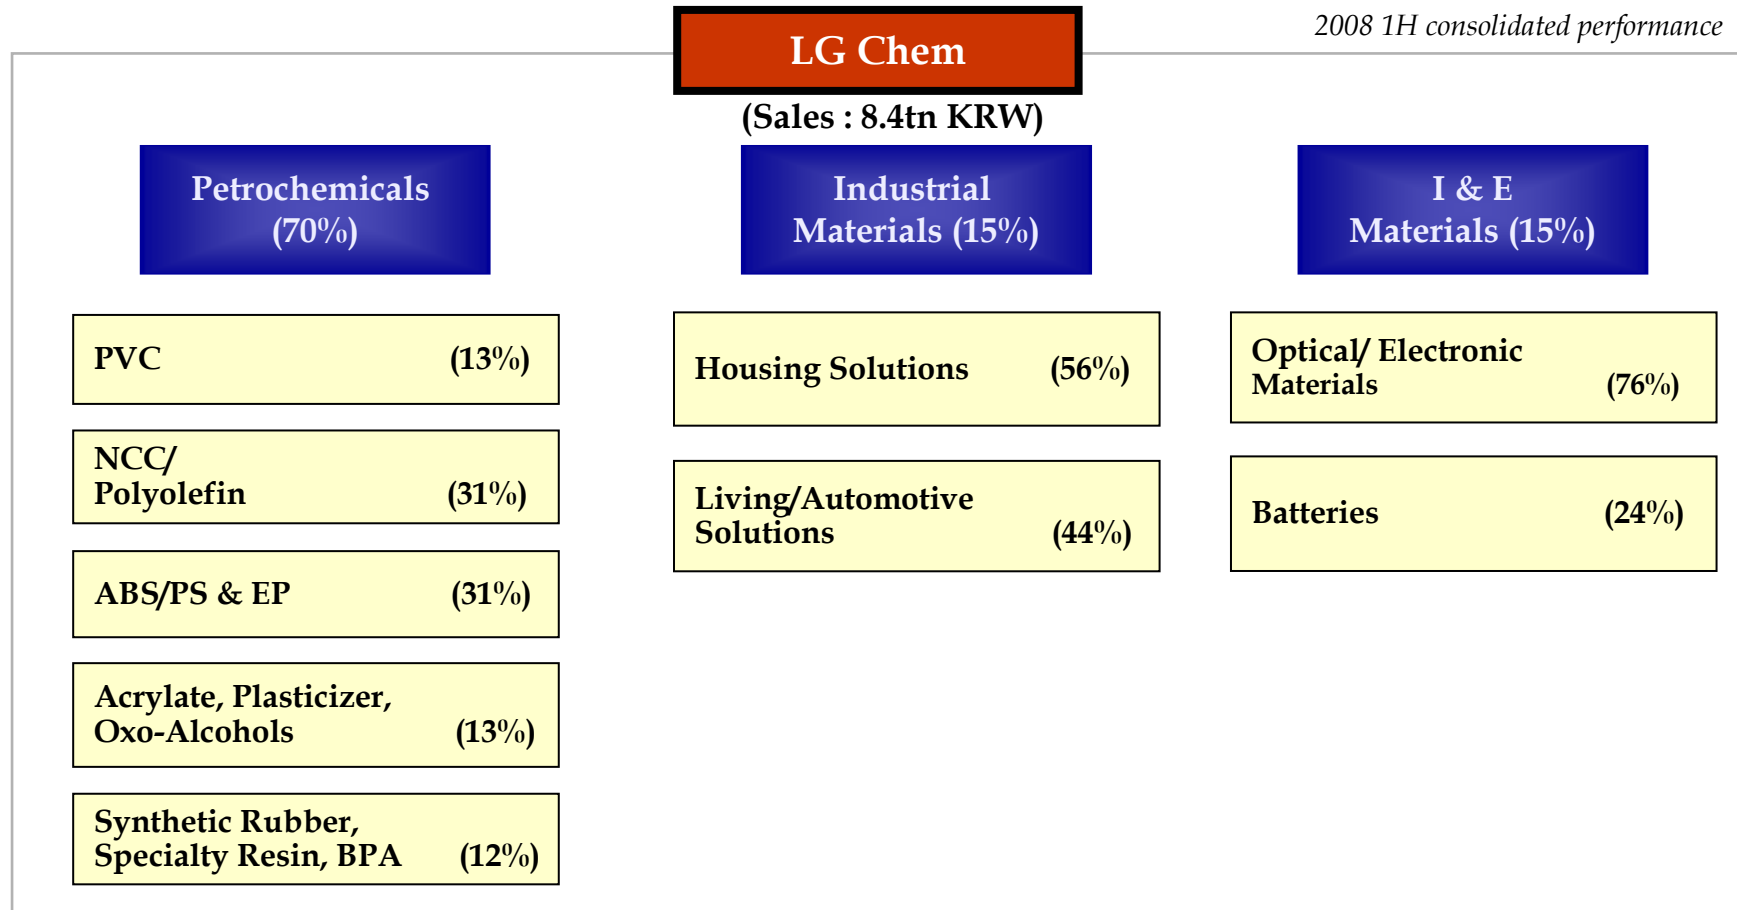 2008 1H consolidated performance
LG Chem
(Sales : 8.4tn KRW)
Petrochemicals
(70%)
PVC (13%)
NCC/
Polyolefin (31%)
ABS/PS & EP (31%)
Acrylate, Plasticizer,
Oxo-Alcohols (13%)
Synthetic Rubber,
Specialty Resin, BPA (12%)
Industrial
Materials (15%)
Housing Solutions (56%)
Living/Automotive
Solutions (44%)
I & E
Materials (15%)
Optical/ Electronic
Materials (76%)
Batteries (24%)